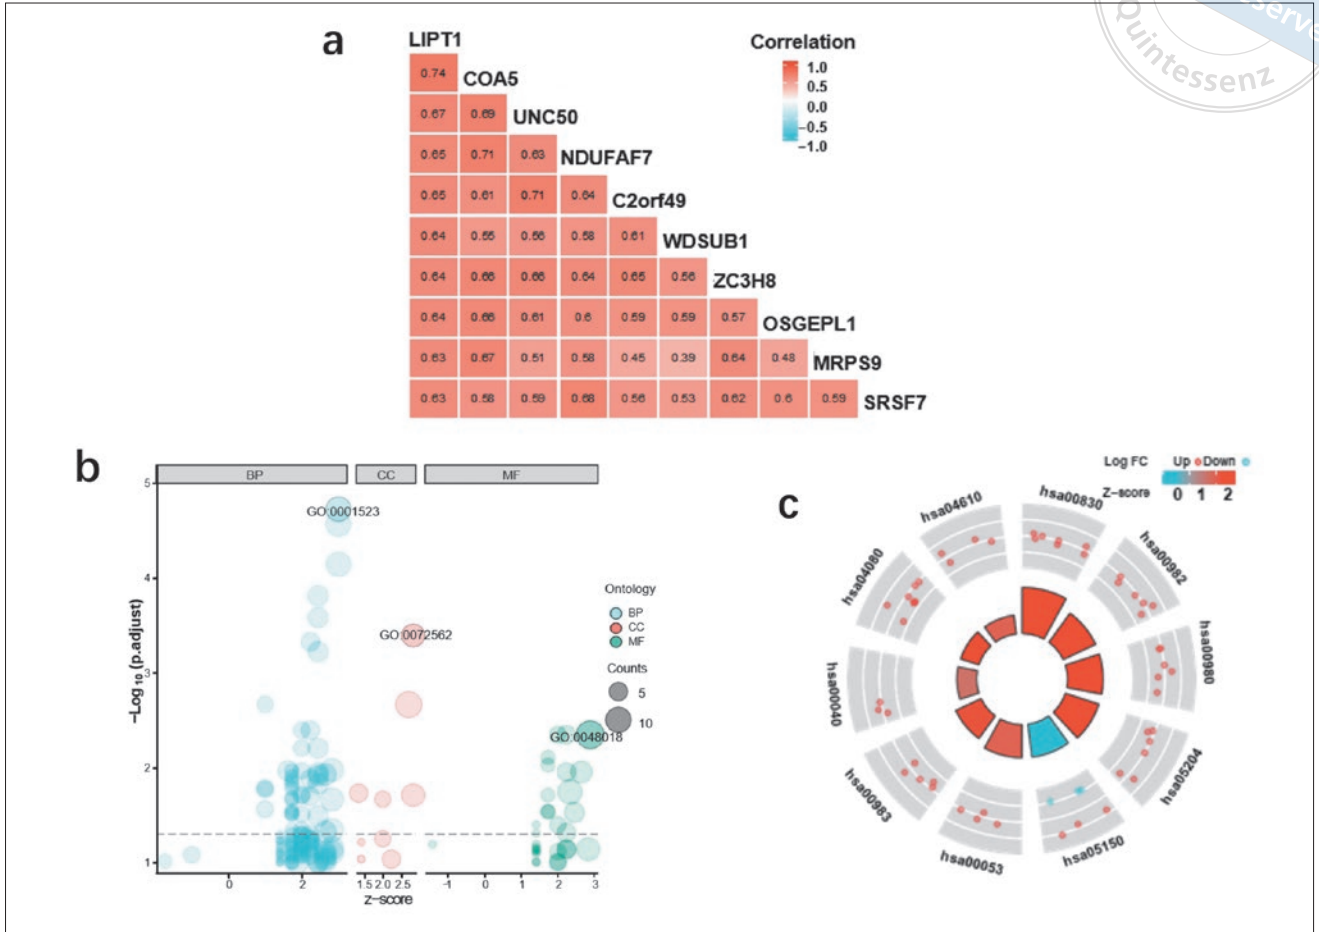 Quintessenz
a
LIPT1
Correlation
0.74
COA5
1.0
0.5
0.0
-0.5
-1.0
0.67 0.69
UNC50
0.65 0.71 0.63
NDUFAF7
0.65 0.61 0.71 0.64
C2orf49
0.64 0.55 0.56 0.58 0.61
WDSUB1
0.64 0.66 0.66 0.64 0.65 0.56
ZC3H8
0.64 0.66 0.61 0.6 0.59 0.59 0.57
OSGEPL1
0.63 0.67 0.51 0.58 0.45 0.39 0.64 0.48
MRPS9
0.63 0.58 0.59 0.68 0.56 0.53 0.62 0.6 0.59
SRSF7
b
BP CC MF
5
4
3
2
1
-Log10 (p.adjust)
GO:0001523
GO:0072562
GO:0048018
0 2
1.5 2.0 2.5
-1 0 1 2 3
z-score
Ontology
BP
CC
MF
Counts
5
10
c
Log FC Up Down
Z-score 0 1 2
hsa04610
hsa00830
hsa00982
hsa00980
hsa05204
hsa05150
hsa00053
hsa00983
hsa00040
hsa04080